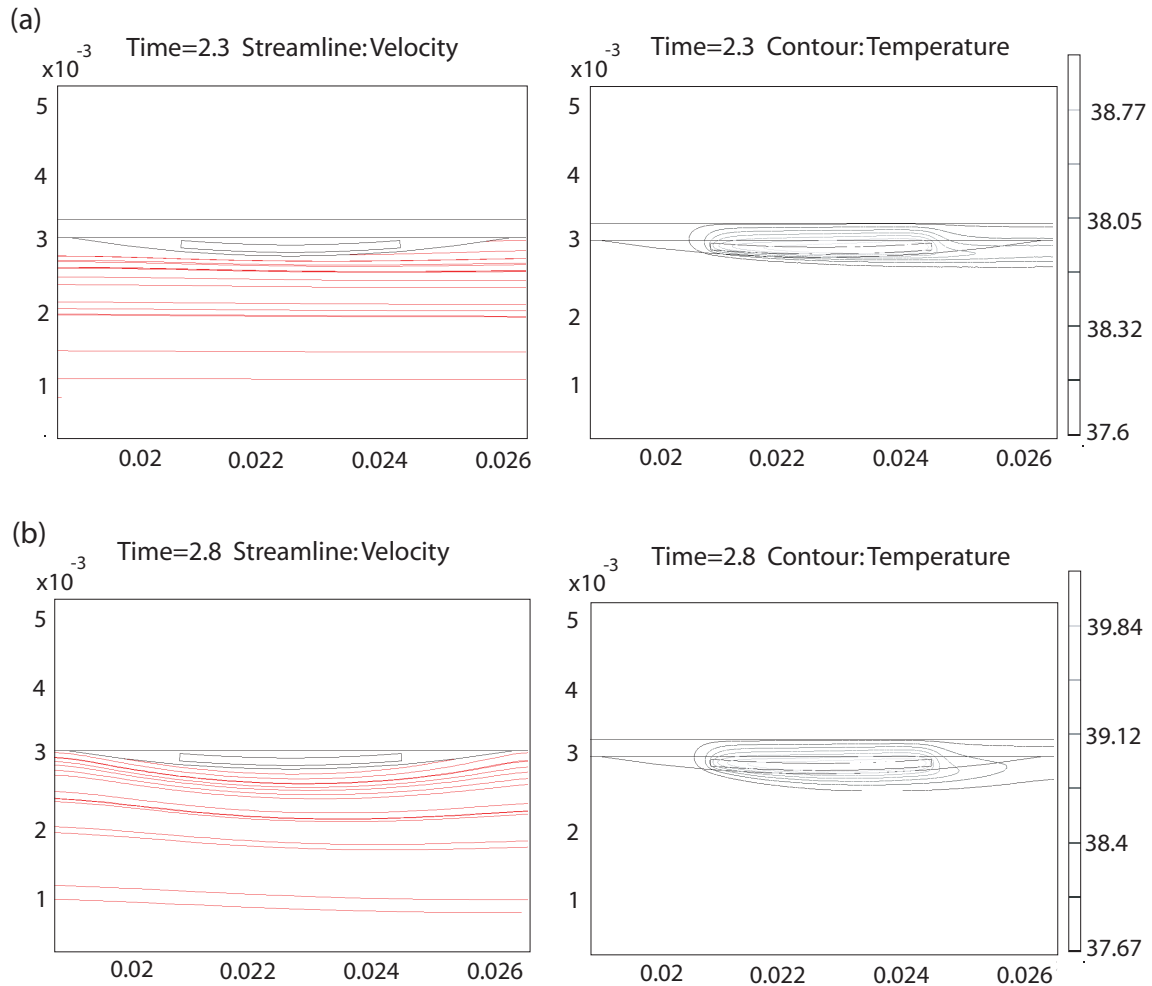 (a)
Time=2.3 Streamline: Velocity
x10-3
5
4
3
2
1
0.02 0.022 0.024 0.026
Time=2.3 Contour: Temperature
x10-3
5
4
3
2
1
0.02 0.022 0.024 0.026
38.77
38.05
38.32
37.6
(b)
Time=2.8 Streamline: Velocity
x10-3
5
4
3
2
1
0.02 0.022 0.024 0.026
Time=2.8 Contour: Temperature
x10-3
5
4
3
2
1
0.02 0.022 0.024 0.026
39.84
39.12
38.4
37.67